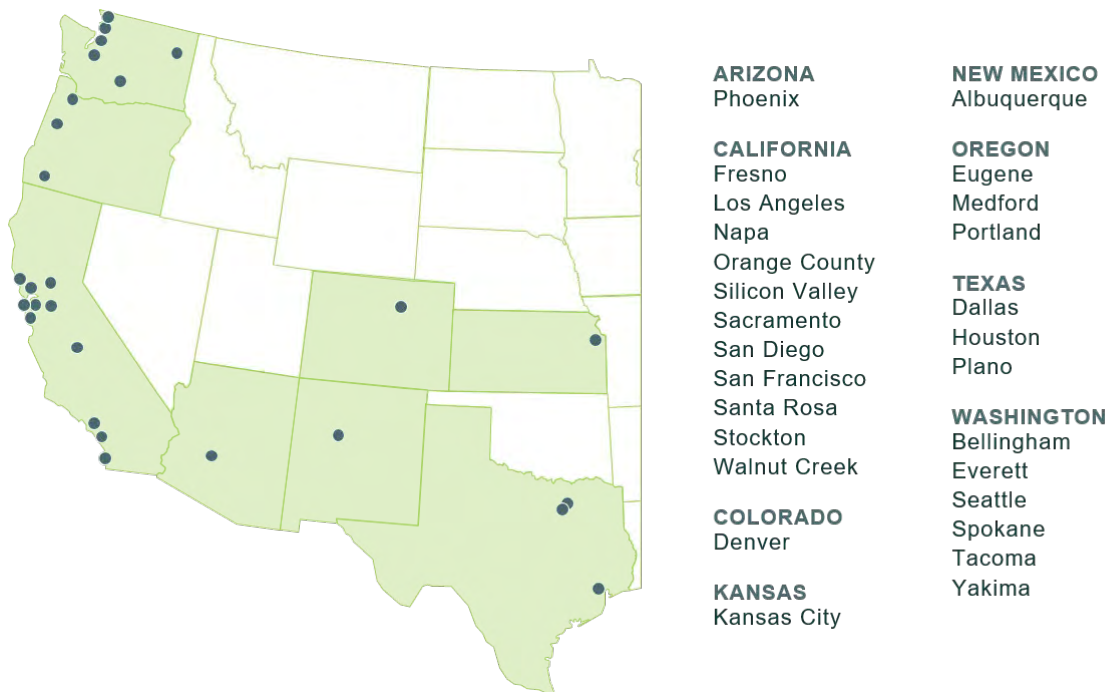 ARIZONA
Phoenix
CALIFORNIA
Fresno
Los Angeles
Napa
Orange County
Silicon Valley
Sacramento
San Diego
San Francisco
Santa Rosa
Stockton
Walnut Creek
COLORADO
Denver
KANSAS
Kansas City
NEW MEXICO
Albuquerque
OREGON
Eugene
Medford
Portland
TEXAS
Dallas
Houston
Plano
WASHINGTON
Bellingham
Everett
Seattle
Spokane
Tacoma
Yakima